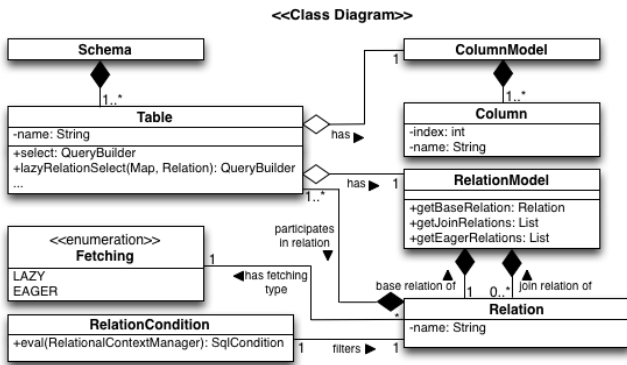 <<Class Diagram>>
Schema
1..*
Table
-name: String
+select: QueryBuilder
+lazyRelationSelect(Map, Relation): QueryBuilder
...
has
1
ColumnModel
1..*
Column
-index: int
-name: String
has
1
RelationModel
+getBaseRelation: Relation
+getJoinRelations: List
+getEagerRelations: List
1..*
participates
in relation
<<enumeration>>
Fetching
LAZY
EAGER
1
has fetching
type
*
base relation of
1
0..*
join relation of
Relation
-name: String
RelationCondition
+eval(RelationalContextManager): SqlCondition
1
filters
1